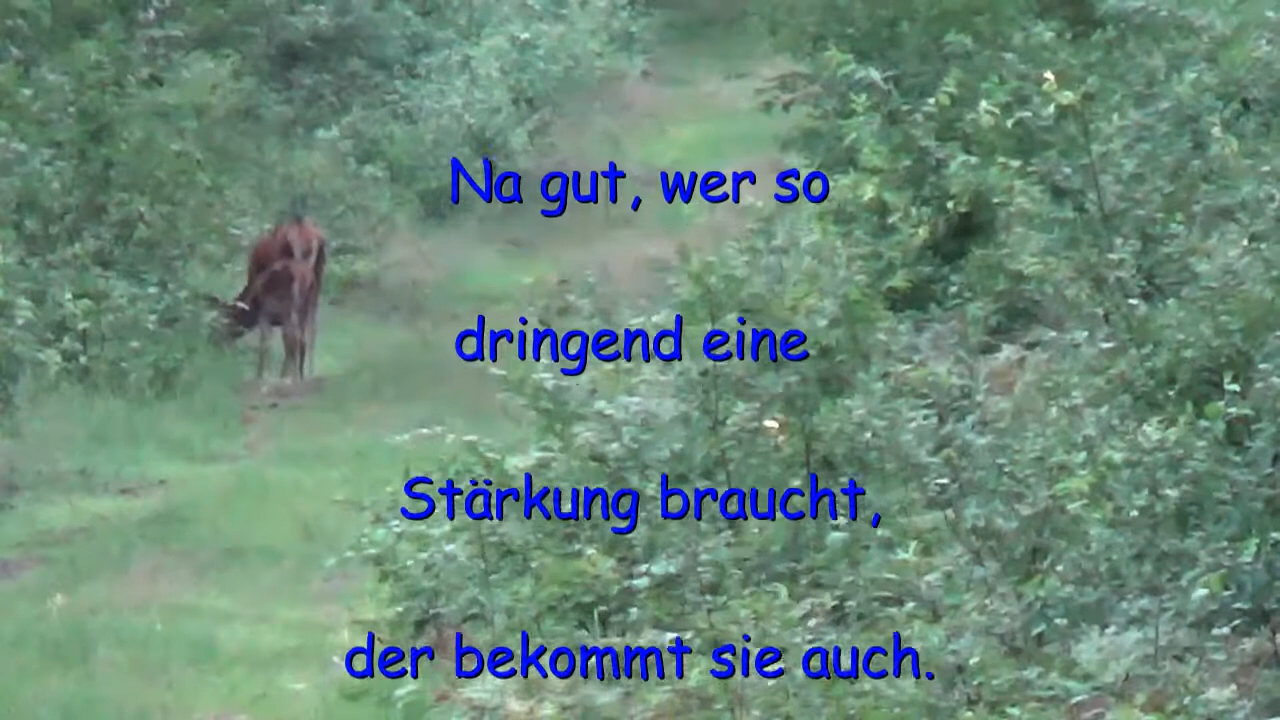 Na gut, wer so
dringend eine
Stärkung braucht,
der bekommt sie auch.